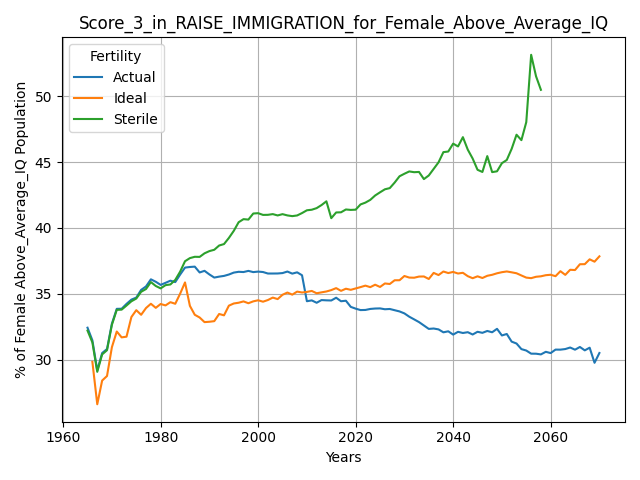 Score_3_in_RAISE_IMMIGRATION_for_Female_Above_Average_IQ
Fertility
Actual
Ideal
Sterile
% of Female Above_Average_IQ Population
50
45
40
35
30
1960 1980 2000 2020 2040 2060
Years